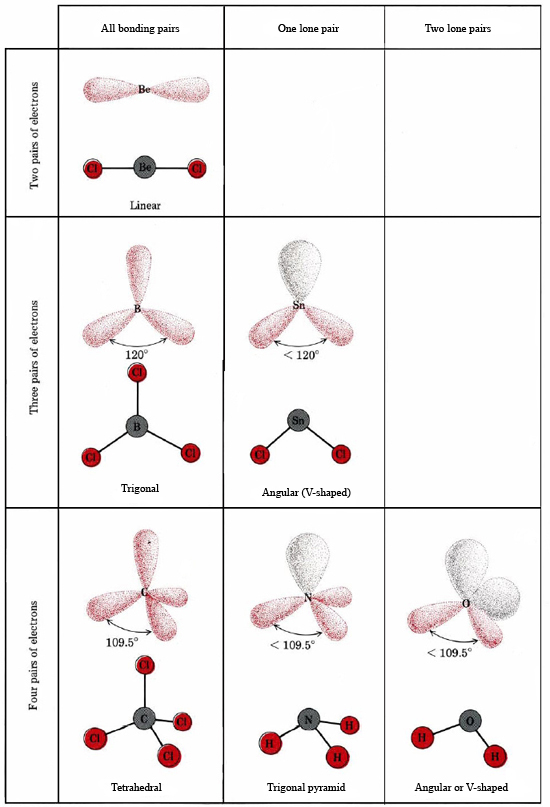 All bonding pairs
One lone pair
Two lone pairs
Two pairs of electrons
Be
Cl
Be
Cl
Linear
Three pairs of electrons
B
120°
Cl
B
Cl
Cl
Trigonal
Sn
< 120°
Sn
Cl
Cl
Angular (V-shaped)
Four pairs of electrons
C
109.5°
Cl
C
Cl
Cl
Cl
Tetrahedral
N
< 109.5°
N
H
H
H
Trigonal pyramid
O
< 109.5°
O
H
H
Angular or V-shaped